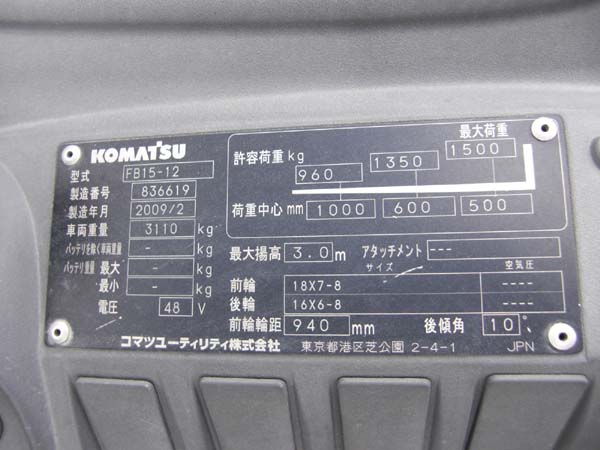 KOMATSU
型式 FB15-12
製造番号 836619
製造年月 2009/2
車両重量 3110 kg
バッテリを除く車両重量 - kg
バッテリ重量 最大 - kg
最小 - kg
電圧 48 V
最大荷重
許容荷重 kg 960 1350 1500
荷重中心 mm 1000 600 500
最大揚高 3.0 m アタッチメント ---
サイズ 空気圧
前輪 18X7-8 ----
後輪 16X6-8 ----
前輪輪距 940 mm 後傾角 10°
コマツユーティリティ株式会社 東京都港区芝公園 2-4-1 JPN